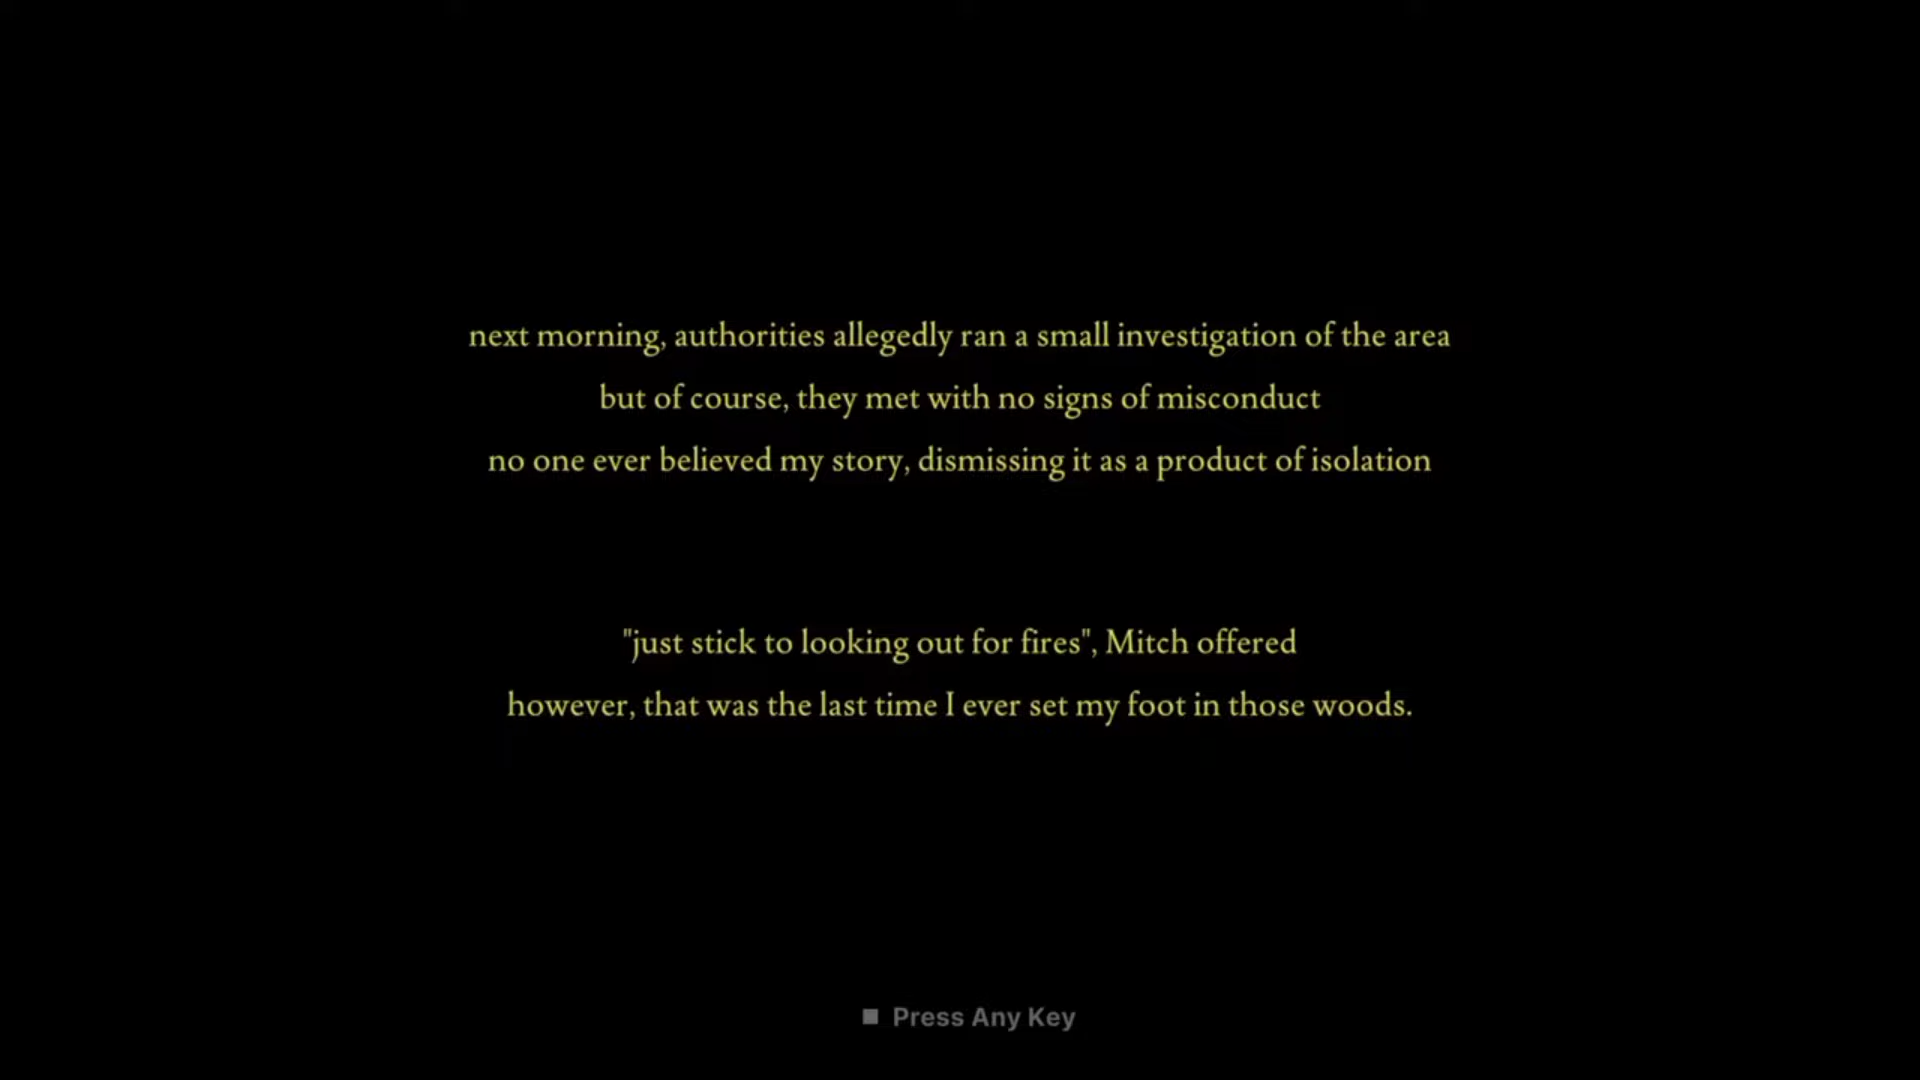 next morning, authorities allegedly ran a small investigation of the area
but of course, they met with no signs of misconduct
no one ever believed my story, dismissing it as a product of isolation
"just stick to looking out for fires", Mitch offered
however, that was the last time I ever set my foot in those woods.
Press Any Key